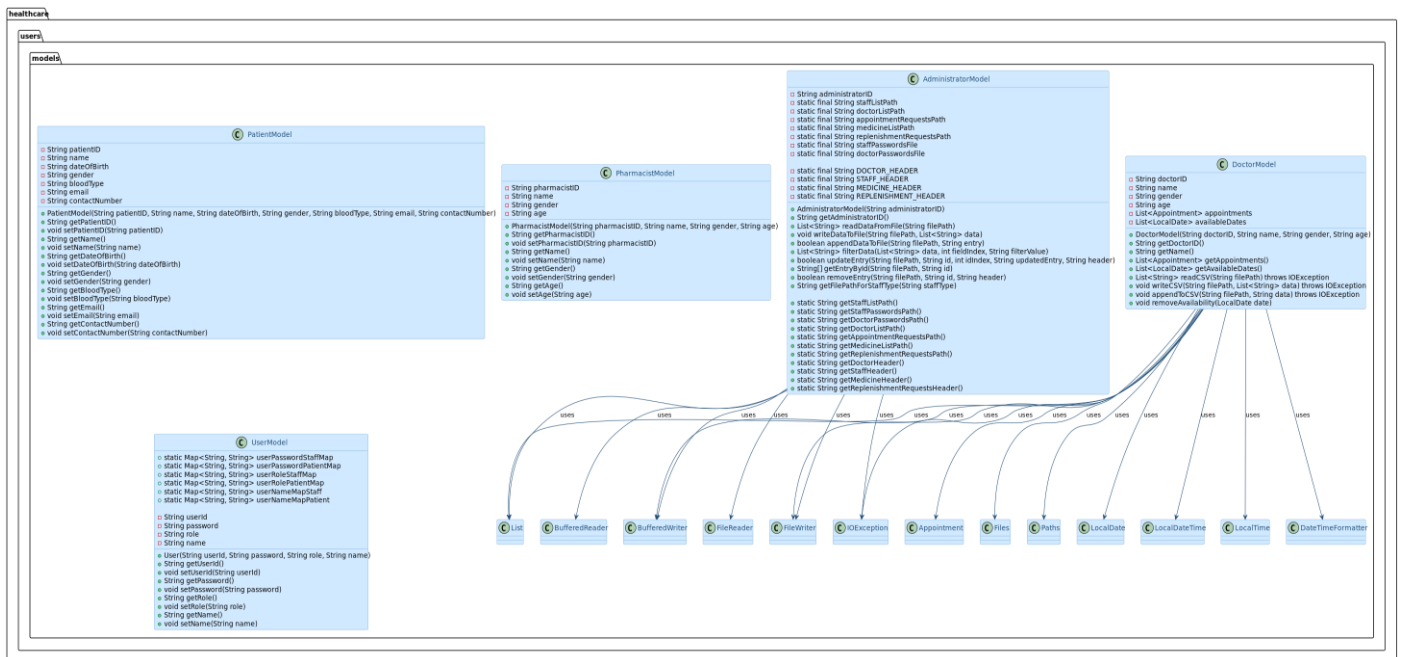 healthcare
users
models
C PatientModel
String patientID
String name
String dateOfBirth
String gender
String bloodType
String email
String contactNumber
PatientModel(String patientID, String name, String dateOfBirth, String gender, String bloodType, String email, String contactNumber)
String getPatientID()
void setPatientID(String patientID)
String getName()
void setName(String name)
String getDateOfBirth()
void setDateOfBirth(String dateOfBirth)
String getGender()
void setGender(String gender)
String getBloodType()
void setBloodType(String bloodType)
String getEmail()
void setEmail(String email)
String getContactNumber()
void setContactNumber(String contactNumber)
C PharmacistModel
String pharmacistID
String name
String gender
String age
PharmacistModel(String pharmacistID, String name, String gender, String age)
String getPharmacistID()
void setPharmacistID(String pharmacistID)
String getName()
void setName(String name)
String getGender()
void setGender(String gender)
String getAge()
void setAge(String age)
C AdministratorModel
String administratorID
static final String staffListPath
static final String doctorListPath
static final String appointmentRequestsPath
static final String medicineListPath
static final String replenishmentRequestsPath
static final String staffPasswordsFile
static final String doctorPasswordsFile
static final String DOCTOR_HEADER
static final String STAFF_HEADER
static final String MEDICINE_HEADER
static final String REPLENISHMENT_HEADER
AdministratorModel(String administratorID)
String getAdministratorID()
List<String> readDataFromFile(String filePath)
void writeDataToFile(String filePath, List<String> data)
boolean appendDataToFile(String filePath, String entry)
List<String> filterData(List<String> data, int fieldIndex, String filterValue)
boolean updateEntry(String filePath, String id, int idIndex, String updatedEntry, String header)
String[] getEntryById(String filePath, String id)
boolean removeEntry(String filePath, String id, String header)
String getFilePathForStaffType(String staffType)
static String getStaffListPath()
static String getStaffPasswordsPath()
static String getDoctorPasswordsPath()
static String getDoctorListPath()
static String getAppointmentRequestsPath()
static String getMedicineListPath()
static String getReplenishmentRequestsPath()
static String getDoctorHeader()
static String getStaffHeader()
static String getMedicineHeader()
static String getReplenishmentRequestsHeader()
C DoctorModel
String doctorID
String name
String gender
String age
List<Appointment> appointments
List<LocalDate> availableDates
DoctorModel(String doctorID, String name, String gender, String age)
String getDoctorID()
String getName()
List<Appointment> getAppointments()
List<LocalDate> getAvailableDates()
List<String> readCSV(String filePath) throws IOException
void writeCSV(String filePath, List<String> data) throws IOException
void appendToCSV(String filePath, String data) throws IOException
void removeAvailability(LocalDate date)
uses
uses
uses
uses
uses
uses
uses
uses
uses
uses
uses
uses
uses
uses
C UserModel
static Map<String, String> userPasswordStaffMap
static Map<String, String> userPasswordPatientMap
static Map<String, String> userRoleStaffMap
static Map<String, String> userRolePatientMap
static Map<String, String> userNameMapStaff
static Map<String, String> userNameMapPatient
String userId
String password
String role
String name
User(String userId, String password, String role, String name)
String getUserId()
void setUserId(String userId)
String getPassword()
void setPassword(String password)
String getRole()
void setRole(String role)
String getName()
void setName(String name)
C List
C BufferedReader
C BufferedWriter
C FileReader
C FileWriter
C IOException
C Appointment
C Files
C Paths
C LocalDate
C LocalDateTime
C LocalTime
C DateTimeFormatter